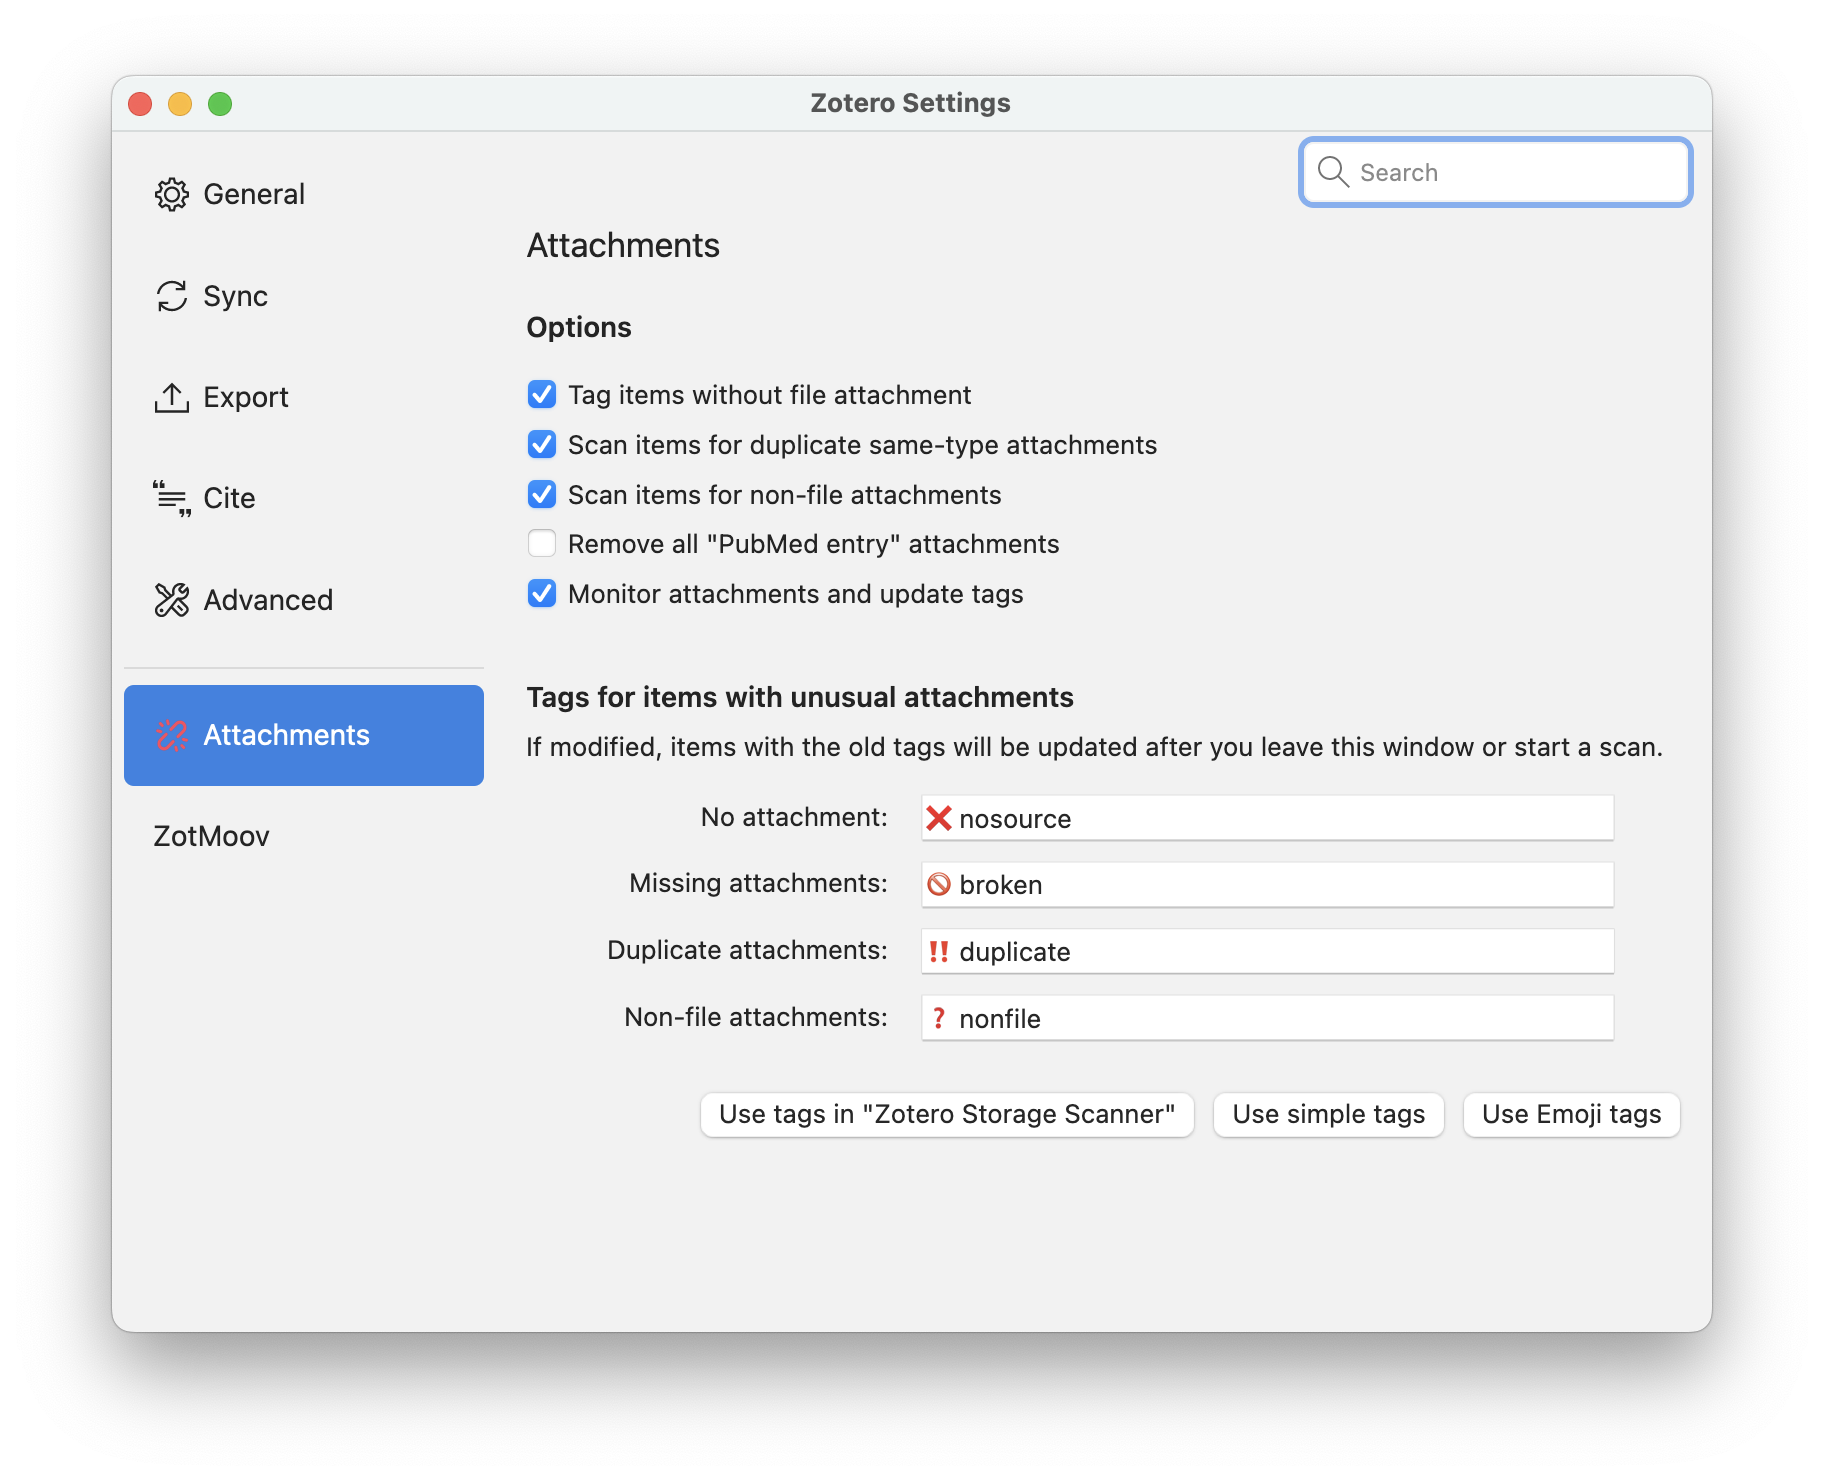 Zotero Settings
Search
General
Sync
Export
Cite
Advanced
Attachments
ZotMoov
Attachments
Options
Tag items without file attachment
Scan items for duplicate same-type attachments
Scan items for non-file attachments
Remove all "PubMed entry" attachments
Monitor attachments and update tags
Tags for items with unusual attachments
If modified, items with the old tags will be updated after you leave this window or start a scan.
No attachment: ❌ nosource
Missing attachments: 🚫 broken
Duplicate attachments: ‼️ duplicate
Non-file attachments: ❓ nonfile
Use tags in "Zotero Storage Scanner" Use simple tags Use Emoji tags